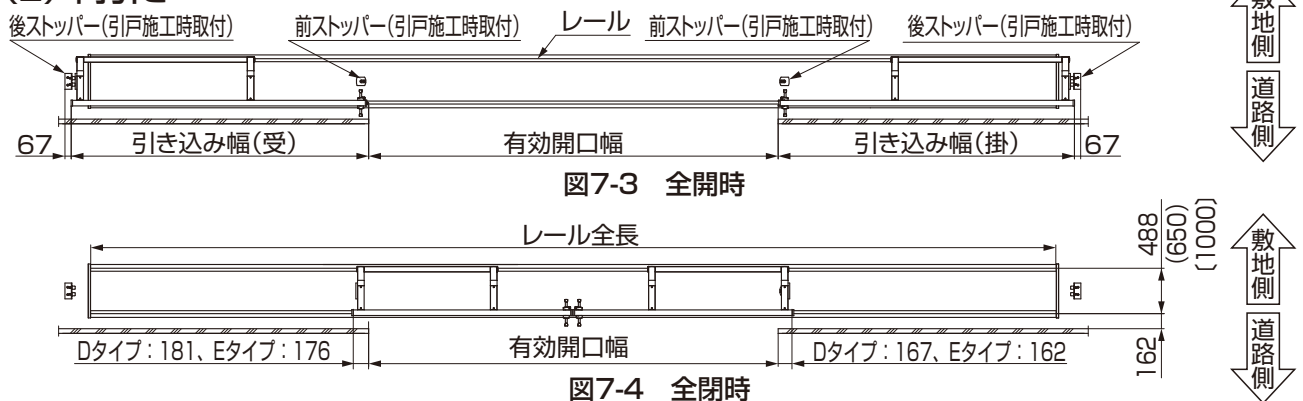 後ストッパー(引戸施工時取付) 前ストッパー(引戸施工時取付) レール 前ストッパー(引戸施工時取付) 後ストッパー(引戸施工時取付)
地側
道路側
67 引き込み幅(受) 有効開口幅 引き込み幅(掛) 67
図7-3 全開時
レール全長
488
(650)
〔1000〕
敷地側
道路側
162
Dタイプ:181、Eタイプ:176 有効開口幅 Dタイプ:167、Eタイプ:162
図7-4 全閉時